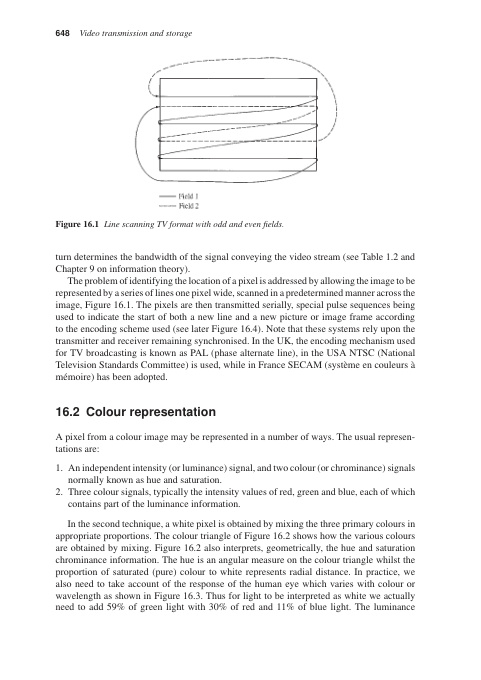 648 Video transmission and storage
Field 1
Field 2
Figure 16.1 Line scanning TV format with odd and even fields.
turn determines the bandwidth of the signal conveying the video stream (see Table 1.2 and
Chapter 9 on information theory).
The problem of identifying the location of a pixel is addressed by allowing the image to be
represented by a series of lines one pixel wide, scanned in a predetermined manner across the
image, Figure 16.1. The pixels are then transmitted serially, special pulse sequences being
used to indicate the start of both a new line and a new picture or image frame according
to the encoding scheme used (see later Figure 16.4). Note that these systems rely upon the
transmitter and receiver remaining synchronised. In the UK, the encoding mechanism used
for TV broadcasting is known as PAL (phase alternate line), in the USA NTSC (National
Television Standards Committee) is used, while in France SECAM (système en couleurs à
mémoire) has been adopted.
16.2 Colour representation
A pixel from a colour image may be represented in a number of ways. The usual represen-
tations are:
1. An independent intensity (or luminance) signal, and two colour (or chrominance) signals
normally known as hue and saturation.
2. Three colour signals, typically the intensity values of red, green and blue, each of which
contains part of the luminance information.
In the second technique, a white pixel is obtained by mixing the three primary colours in
appropriate proportions. The colour triangle of Figure 16.2 shows how the various colours
are obtained by mixing. Figure 16.2 also interprets, geometrically, the hue and saturation
chrominance information. The hue is an angular measure on the colour triangle whilst the
proportion of saturated (pure) colour to white represents radial distance. In practice, we
also need to take account of the response of the human eye which varies with colour or
wavelength as shown in Figure 16.3. Thus for light to be interpreted as white we actually
need to add 59% of green light with 30% of red and 11% of blue light. The luminance